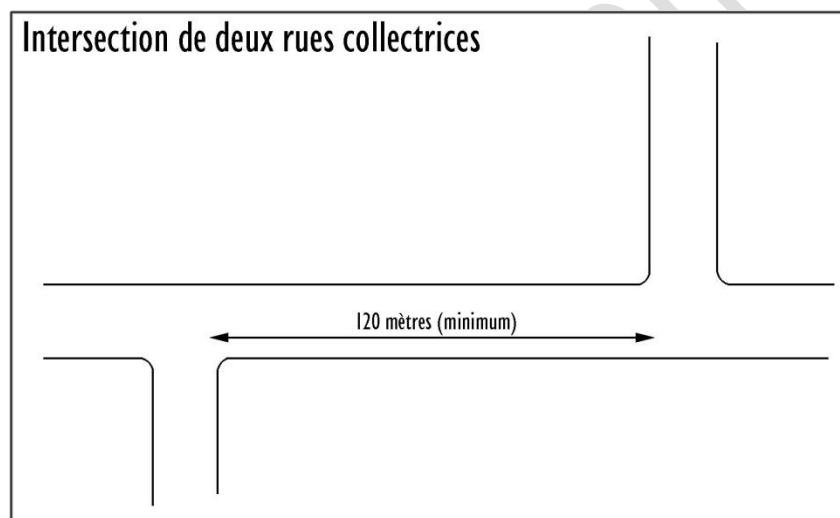 Intersection de deux rues collectrices
120 mètres (minimum)